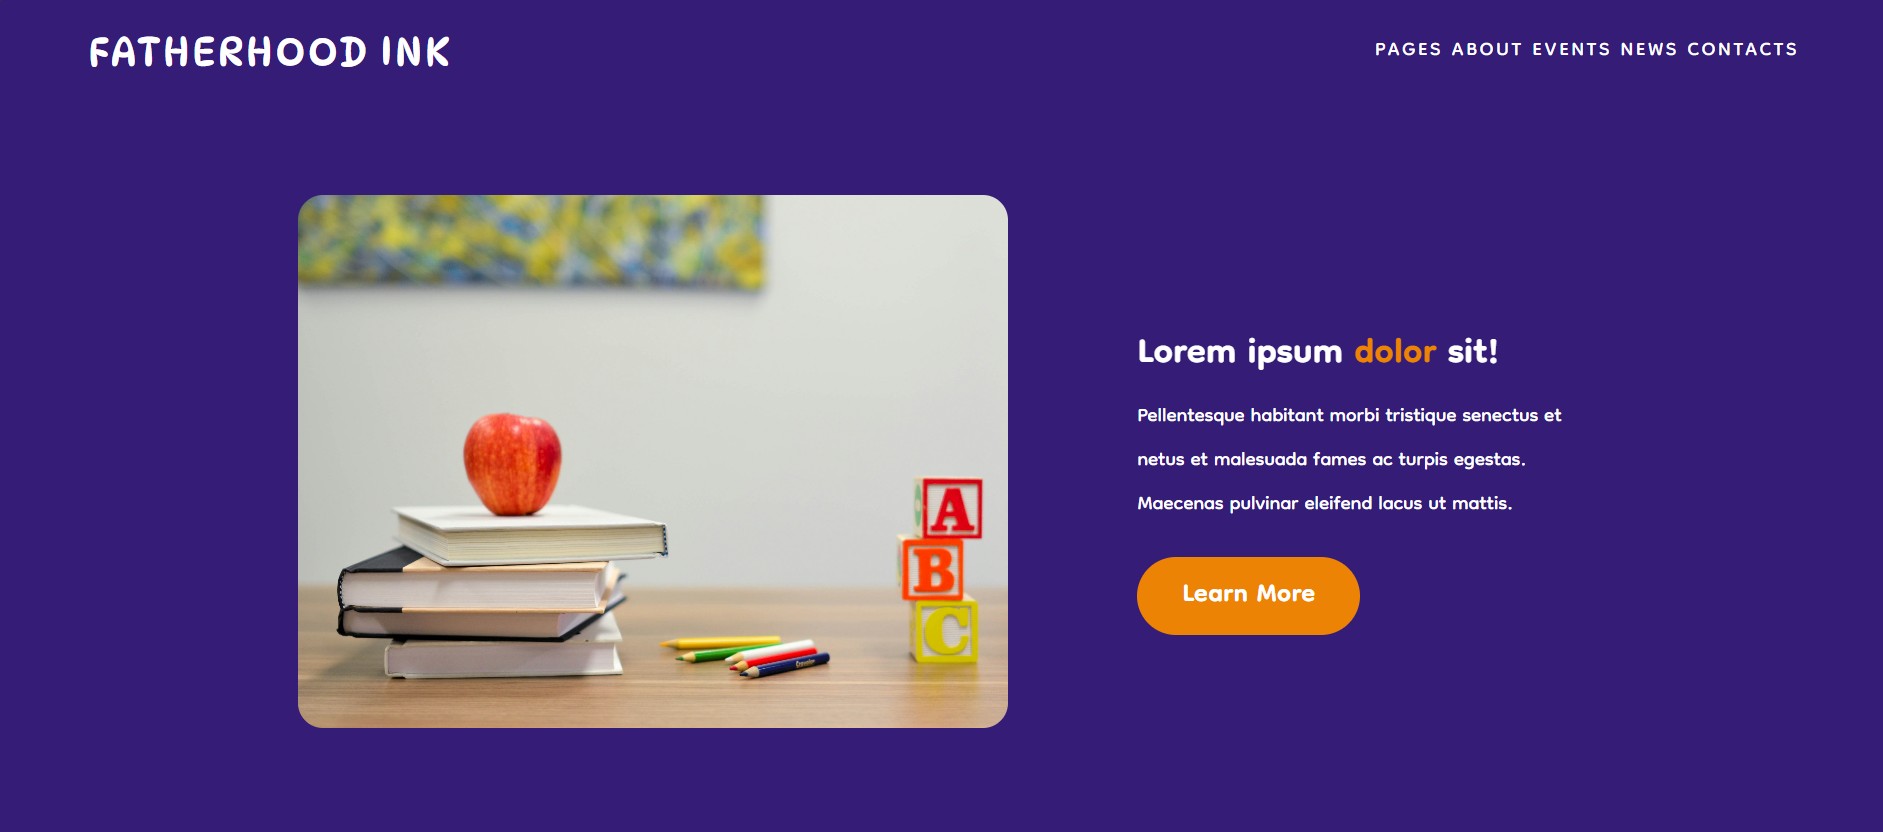 FATHERHOOD INK
PAGES ABOUT EVENTS NEWS CONTACTS
Lorem ipsum dolor sit!
Pellentesque habitant morbi tristique senectus et
netus et malesuada fames ac turpis egestas.
Maecenas pulvinar eleifend lacus ut mattis.
Learn More
A
B
C